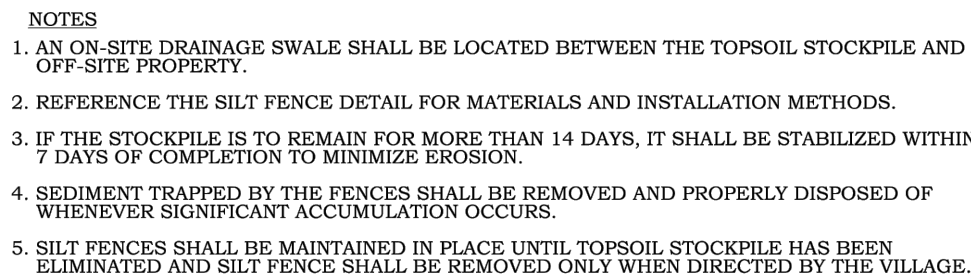 NOTES
1. AN ON-SITE DRAINAGE SWALE SHALL BE LOCATED BETWEEN THE TOPSOIL STOCKPILE AND
OFF-SITE PROPERTY.
2. REFERENCE THE SILT FENCE DETAIL FOR MATERIALS AND INSTALLATION METHODS.
3. IF THE STOCKPILE IS TO REMAIN FOR MORE THAN 14 DAYS, IT SHALL BE STABILIZED WITHIN
7 DAYS OF COMPLETION TO MINIMIZE EROSION.
4. SEDIMENT TRAPPED BY THE FENCES SHALL BE REMOVED AND PROPERLY DISPOSED OF
WHENEVER SIGNIFICANT ACCUMULATION OCCURS.
5. SILT FENCES SHALL BE MAINTAINED IN PLACE UNTIL TOPSOIL STOCKPILE HAS BEEN
ELIMINATED AND SILT FENCE SHALL BE REMOVED ONLY WHEN DIRECTED BY THE VILLAGE.